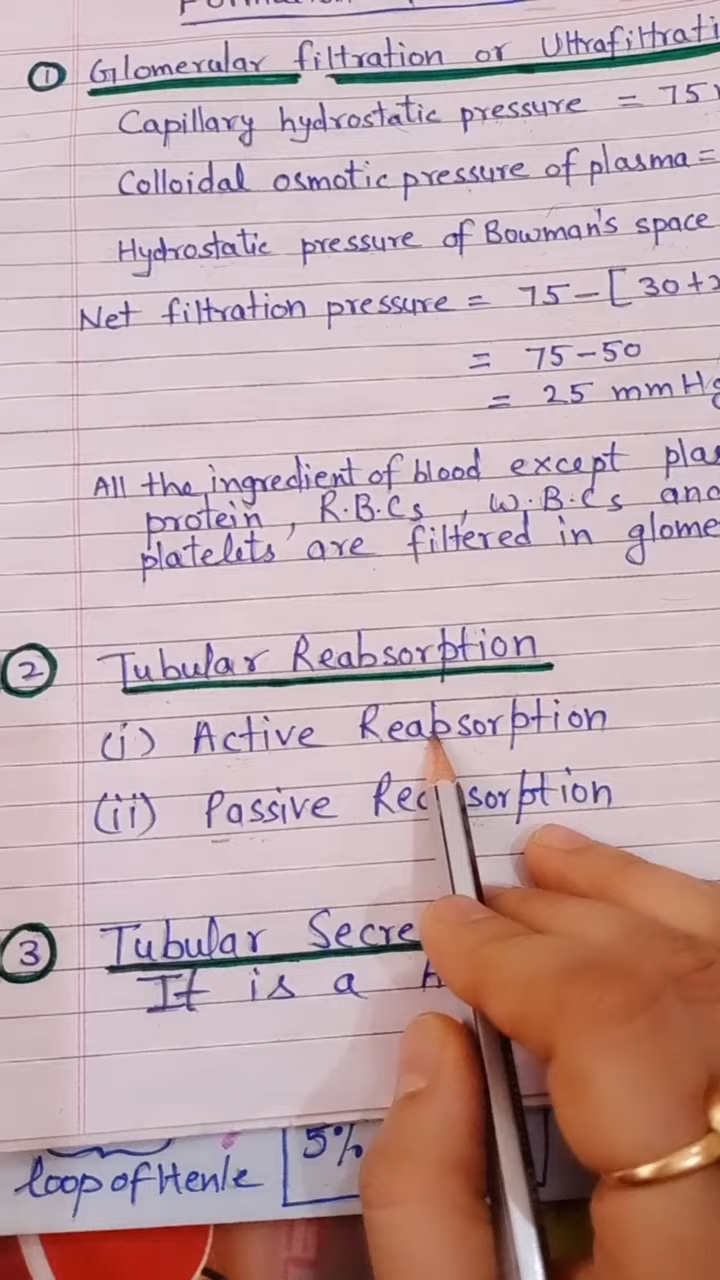 ① Glomerular filtration or Ultrafiltrati
Capillary hydrostatic pressure = 75
Colloidal osmotic pressure of plasma =
Hydrostatic pressure of Bowman's space
Net filtration pressure = 75 - [30 +
= 75 - 50
= 25 mm Hg
All the ingredient of blood except plas
protein, R.B.Cs, W.B.Cs and
platelets are filtered in glome
② Tubular Reabsorption
(i) Active Reabsorption
(ii) Passive Reabsorption
③ Tubular Secre
It is a
loop of Henle 5%